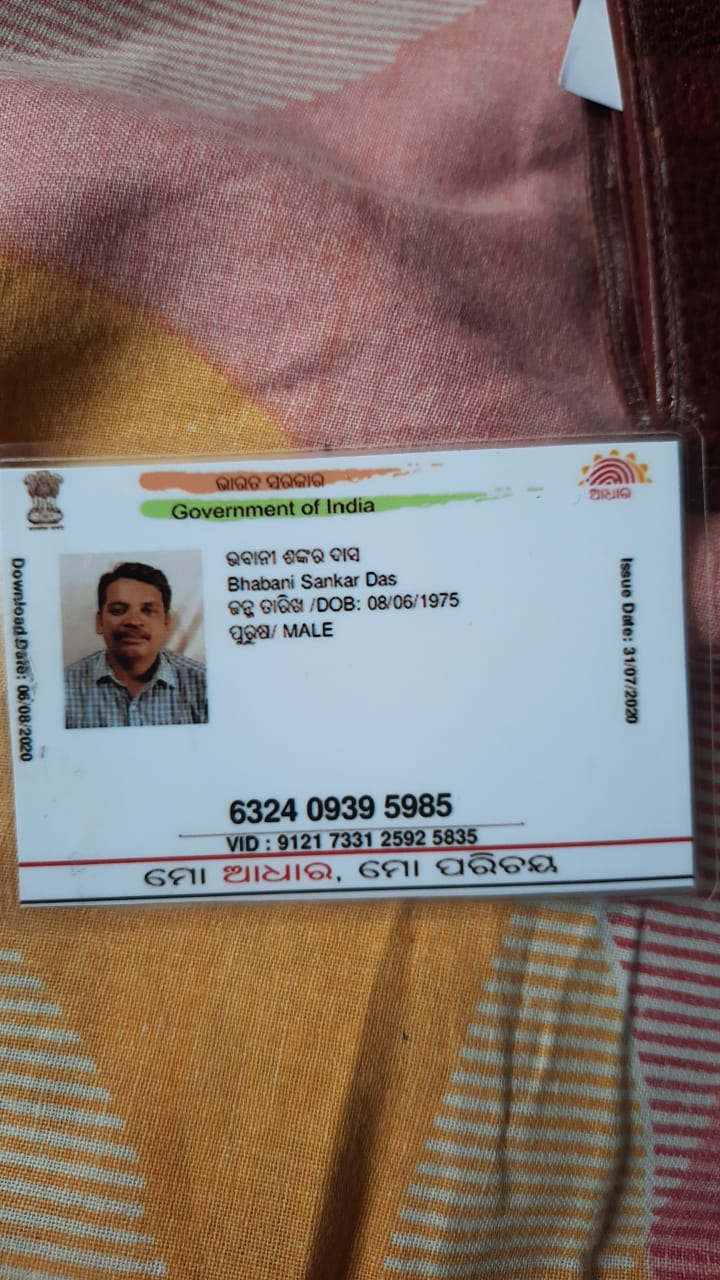 ଭାରତ ସରକାର
Government of India
ଆଧାର
ଭବାନୀ ଶଙ୍କର ଦାସ
Bhabani Sankar Das
ଜନ୍ମ ତାରିଖ /DOB: 08/06/1975
ପୁରୁଷ/ MALE
Download Date: 06/08/2020
Issue Date: 31/07/2020
6324 0939 5985
VID : 9121 7331 2592 5835
ମୋ ଆଧାର, ମୋ ପରିଚୟ